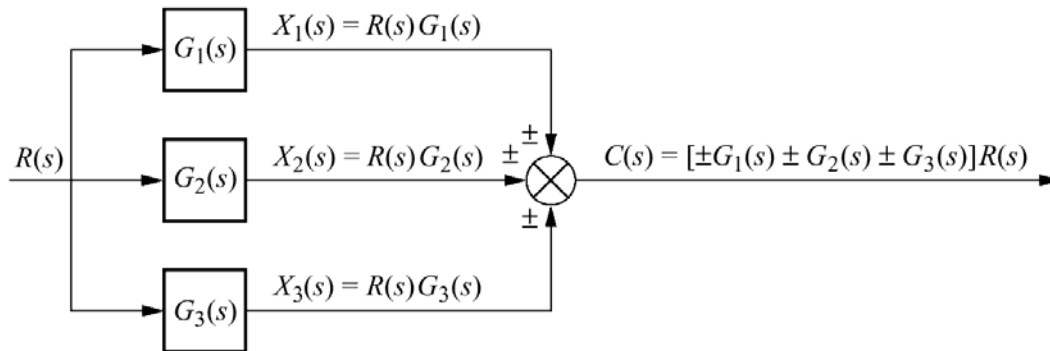 G₁(s)
X₁(s) = R(s)G₁(s)
±
R(s)
G₂(s)
X₂(s) = R(s)G₂(s)
±
C(s) = [±G₁(s) ± G₂(s) ± G₃(s)]R(s)
±
G₃(s)
X₃(s) = R(s)G₃(s)